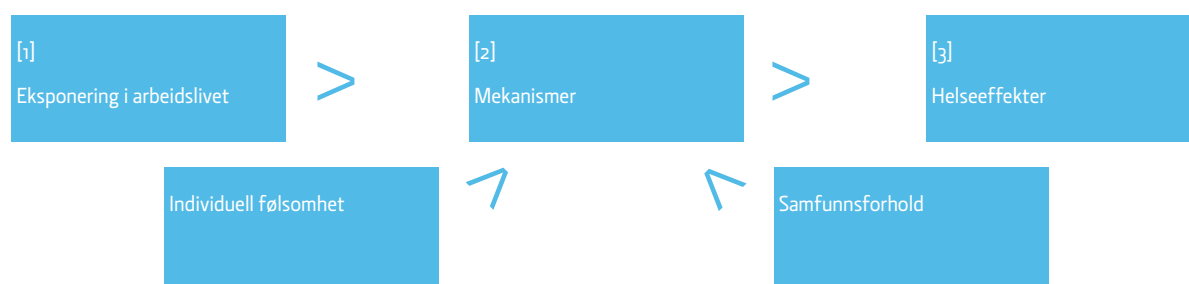 [1]
Eksponering i arbeidslivet
>
[2]
Mekanismer
>
[3]
Helseeffekter
Individuell følsomhet
>
>
Samfunnsforhold